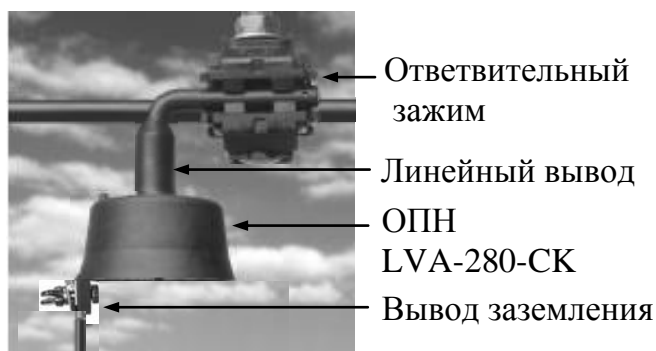 Ответвительный
зажим
Линейный вывод
ОПН
LVA-280-CK
Вывод заземления